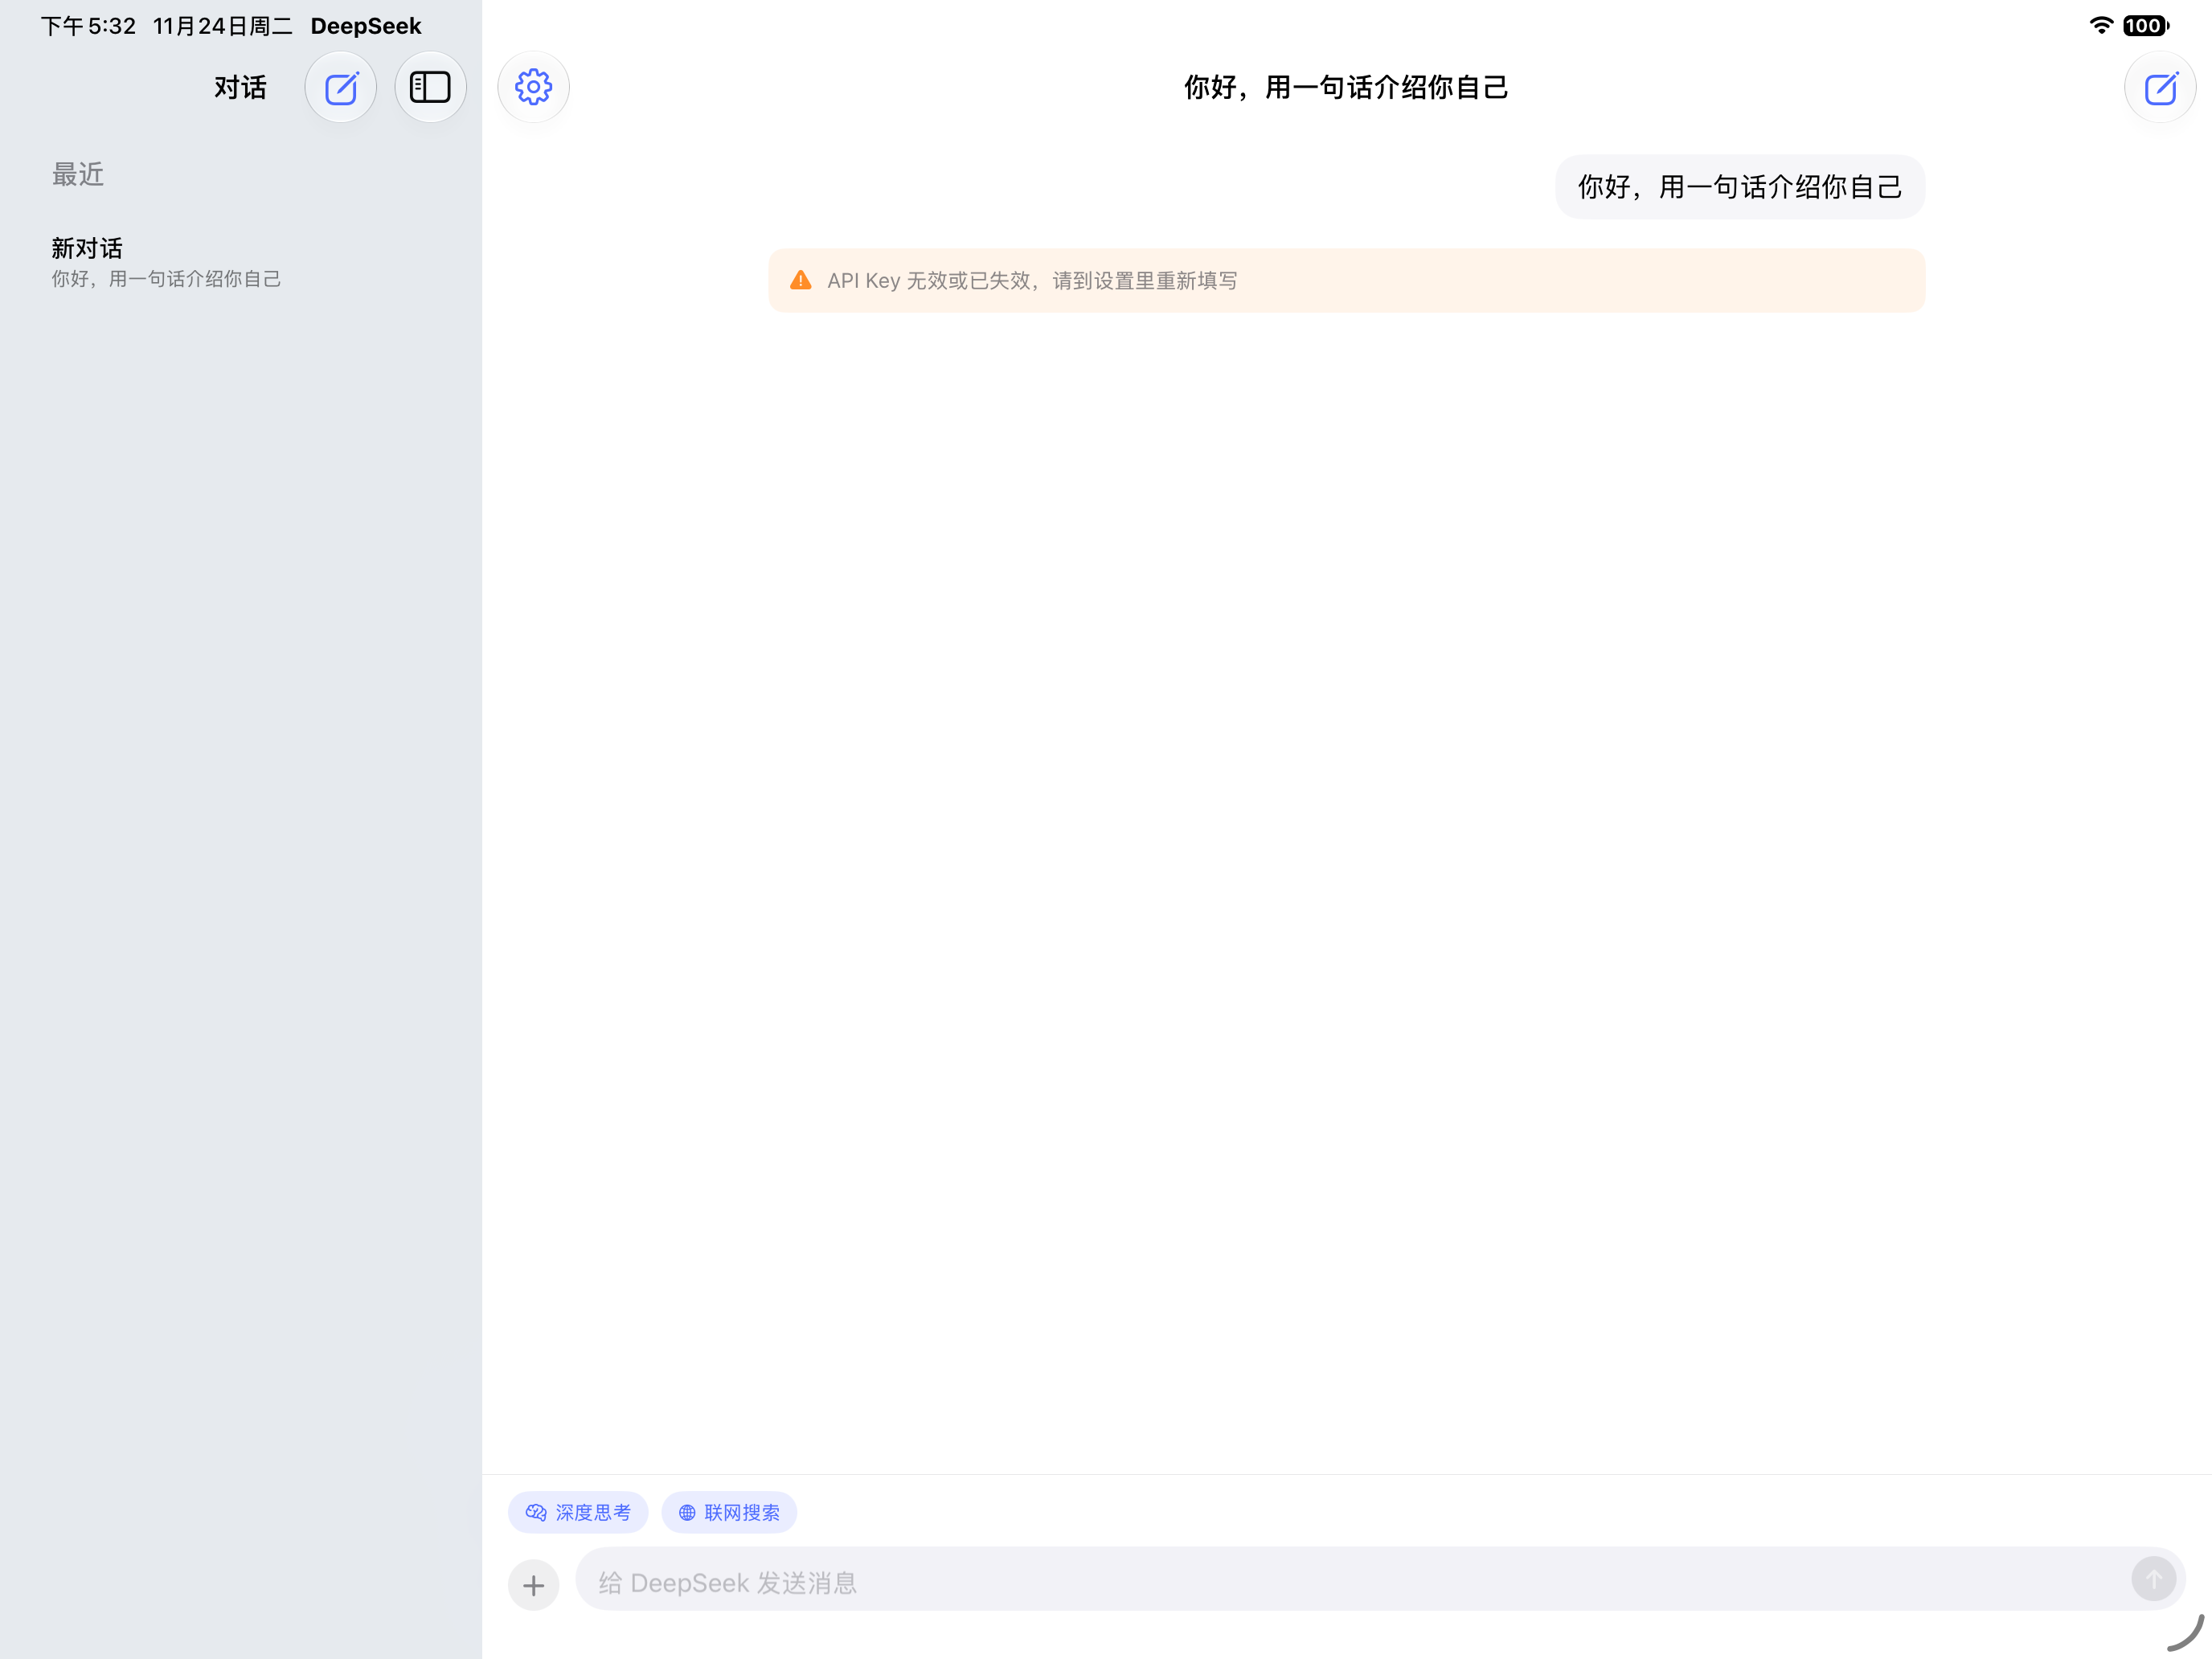 下午5:32 11月24日周二 DeepSeek
100
对话
最近
新对话
你好，用一句话介绍你自己
你好，用一句话介绍你自己
你好，用一句话介绍你自己
API Key 无效或已失效，请到设置里重新填写
深度思考
联网搜索
给 DeepSeek 发送消息